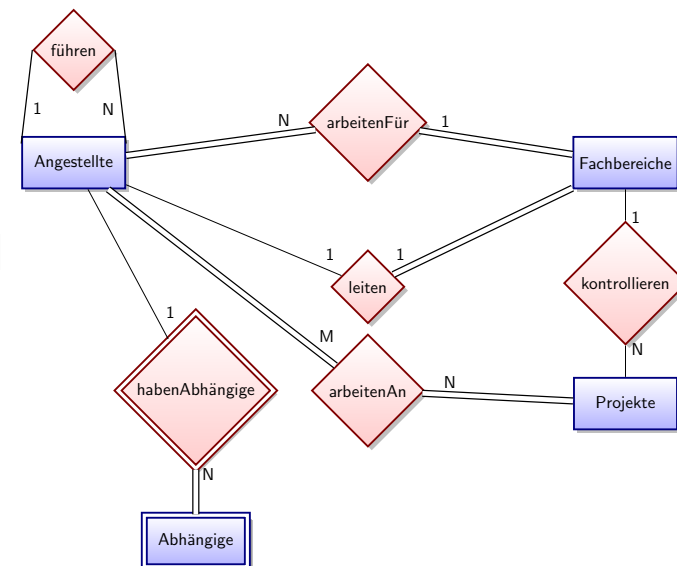 führen
1
N
Angestellte
N
arbeitenFür
1
Fachbereiche
1
1
leiten
1
kontrollieren
N
1
M
habenAbhängige
arbeitenAn
N
Projekte
N
Abhängige